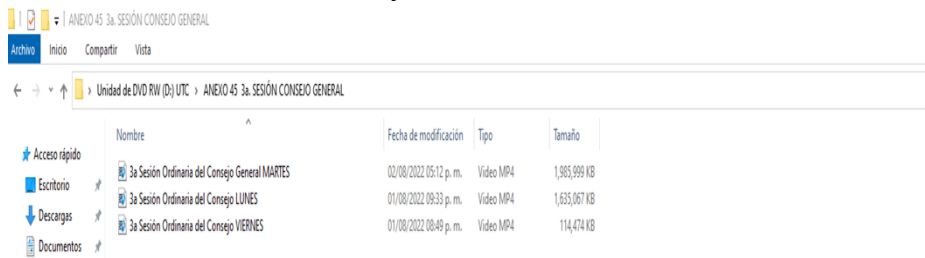 ANEXO 45 3a. SESIÓN CONSEJO GENERAL
Archivo Inicio Compartir Vista
Unidad de DVD RW (D:) UTC > ANEXO 45 3a. SESIÓN CONSEJO GENERAL
Nombre Fecha de modificación Tipo Tamaño
Acceso rápido
3a Sesión Ordinaria del Consejo General MARTES 02/08/2022 05:12 p. m. Video MP4 1,985,999 KB
Escritorio
3a Sesión Ordinaria del Consejo LUNES 01/08/2022 09:33 p. m. Video MP4 1,635,067 KB
Descargas
3a Sesión Ordinaria del Consejo VIERNES 01/08/2022 08:49 p. m. Video MP4 114,474 KB
Documentos